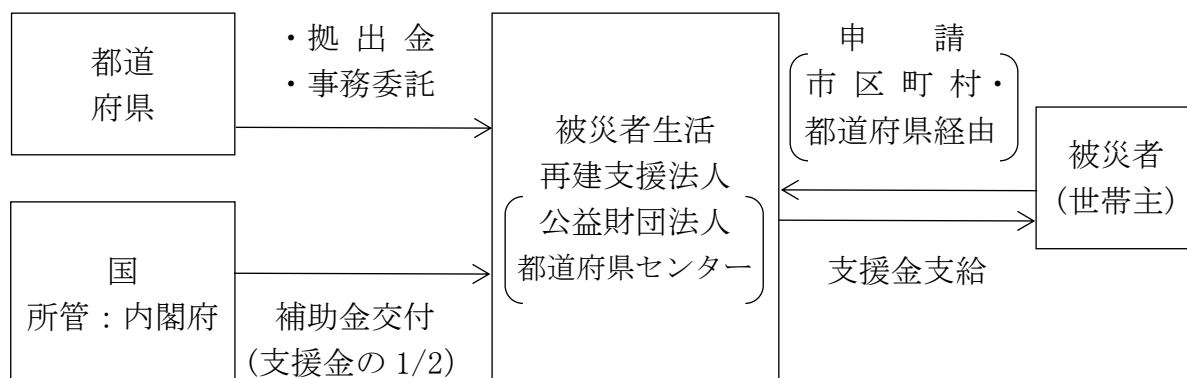 都道
府県
・拠出金
・事務委託
国
所管：内閣府
補助金交付
(支援金の 1/2)
被災者生活
再建支援法人
公益財団法人
都道府県センター
申請
市区町村・
都道府県経由
支援金支給
被災者
(世帯主)